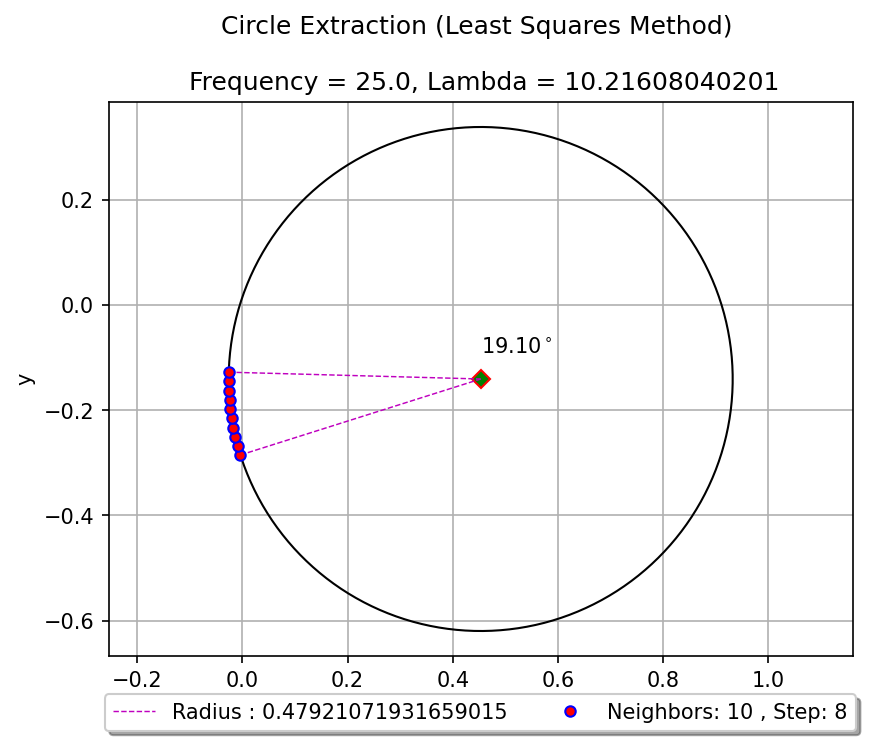 Circle Extraction (Least Squares Method)
Frequency = 25.0, Lambda = 10.21608040201
0.2
0.0
−0.2
−0.4
−0.6
y
19.10°
−0.2 0.0 0.2 0.4 0.6 0.8 1.0
Radius : 0.47921071931659015 Neighbors: 10 , Step: 8